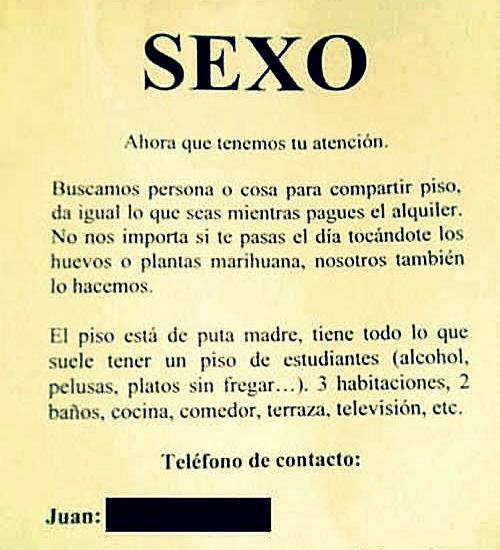 SEXO
Ahora que tenemos tu atención.
Buscamos persona o cosa para compartir piso,
da igual lo que seas mientras pagues el alquiler.
No nos importa si te pasas el día tocándote los
huevos o plantas marihuana, nosotros también
lo hacemos.
El piso está de puta madre, tiene todo lo que
suele tener un piso de estudiantes (alcohol,
pelusas, platos sin fregar...). 3 habitaciones, 2
baños, cocina, comedor, terraza, televisión, etc.
Teléfono de contacto:
Juan: